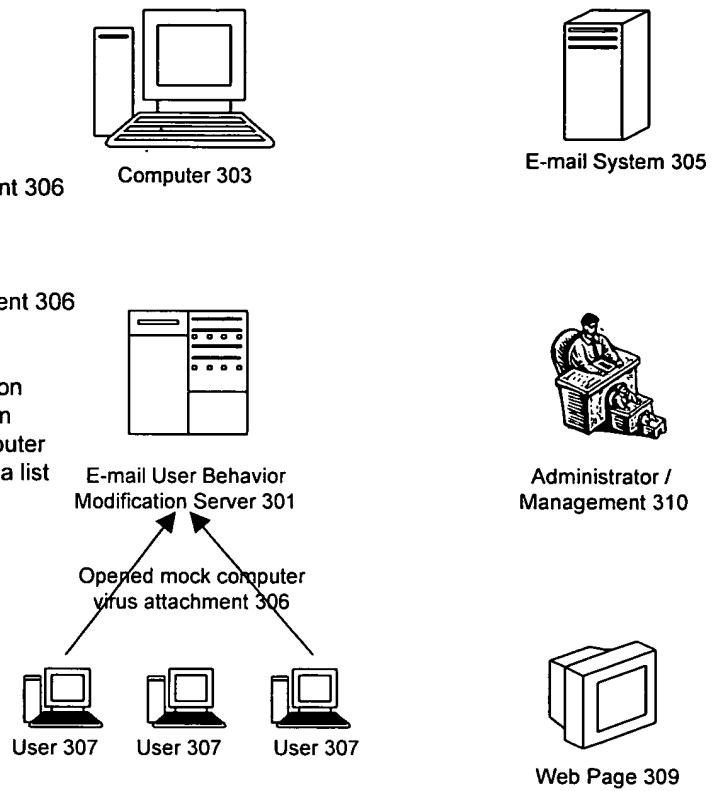 Computer 303
E-mail System 305
nt 306
ent 306
on
n
puter
a list
E-mail User Behavior
Modification Server 301
Administrator /
Management 310
Opened mock computer
virus attachment 306
User 307
User 307
User 307
Web Page 309